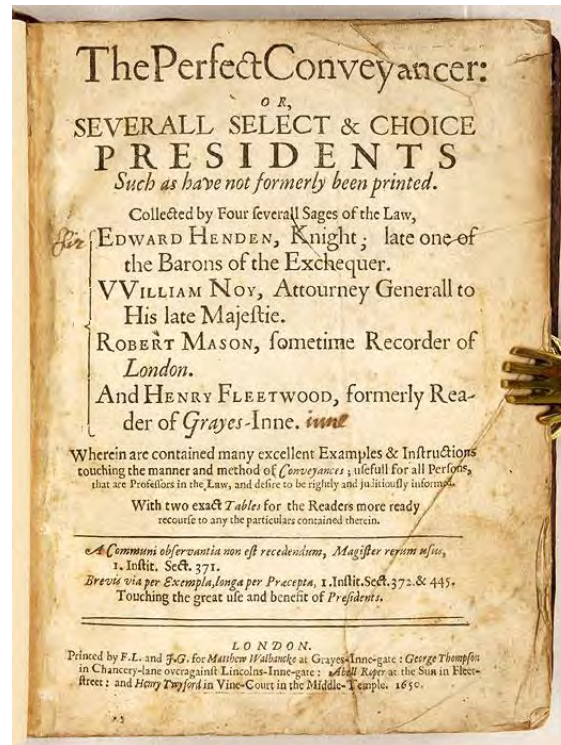 The Perfect Conveyancer:
OR,
SEVERALL SELECT & CHOICE
PRESIDENTS
Such as have not formerly been printed.
Collected by Four ſeverall Sages of the Law,
Sir
EDWARD HENDEN, Knight; late one of
the Barons of the Exchequer.
VVILLIAM NOY, Attourney Generall to
His late Majeſtie.
ROBERT MASON, ſometime Recorder of
London.
And HENRY FLEETWOOD, formerly Rea-
der of Grayes-Inne. inne
Wherein are contained many excellent Examples & Inſtructions
touching the manner and method of Conveyances; uſefull for all Perſons,
that are Profeſſors in the Law, and deſire to be rightly and judiciouſly informed.
With two exact Tables for the Readers more ready
recourſe to any the particulars contained therein.
A Communi obſervantia non eſt recedendum, Magiſter rerum uſus,
1. Inſtit. Sect. 371.
Brevis via per Exempla, longa per Præcepta, 1. Inſtit. Sect. 372. & 445.
Touching the great uſe and benefit of Preſidents.
LONDON.
Printed by F.L. and J.G. for Matthew Walbancke at Grayes-Inne-gate: George Thompſon
in Chancery-lane overagainſt Lincolns-Inne-gate: Abell Roper at the Sun in Fleet-
ſtreet: and Henry Twyford in Vine-Court in the Middle-Temple. 1650.